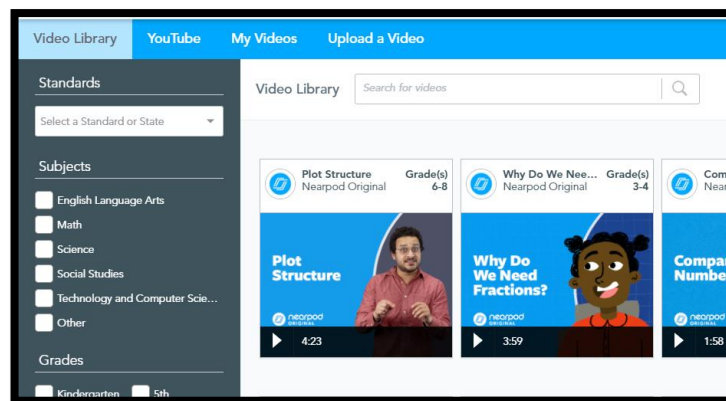 Video Library YouTube My Videos Upload a Video
Standards
Select a Standard or State
Subjects
English Language Arts
Math
Science
Social Studies
Technology and Computer Scie...
Other
Grades
Kindergarten 5th
Video Library Search for videos
Plot Structure Grade(s)
Nearpod Original 6-8
Plot
Structure
nearpod
ORIGINAL
4:23
Why Do We Nee... Grade(s)
Nearpod Original 3-4
Why Do
We Need
Fractions?
nearpod
ORIGINAL
3:59
Com
Near
Compar
Numbe
nearpod
ORIGINAL
1:58